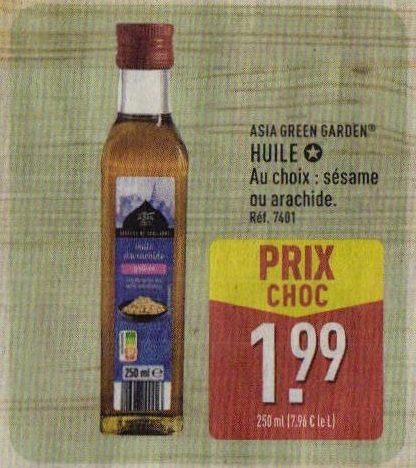 ASIA GREEN GARDEN®
HUILE
Au choix : sésame
ou arachide.
Réf. 7401
PRIX
CHOC
1.99
250 ml (7,96 € le L)
huile
d'arachide
250 ml e